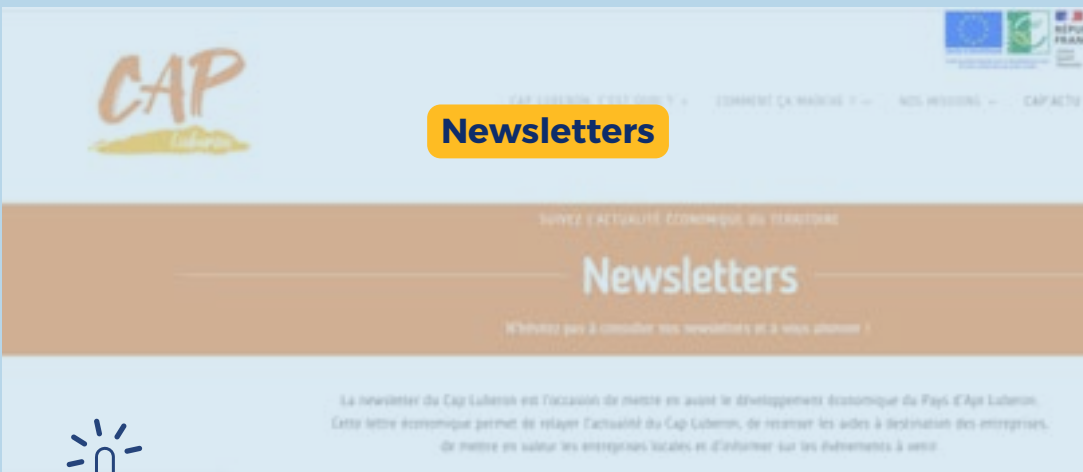 CAP
Luberon
CAP LUBERON, C'EST QUOI ?
COMMENT ÇA MARCHE ?
NOS MISSIONS
CAP'ACTU
Newsletters
SUIVEZ L'ACTUALITÉ ÉCONOMIQUE DU TERRITOIRE
Newsletters
N'hésitez pas à consulter nos newsletters et à vous abonner !
La newsletter du Cap Luberon est l'occasion de mettre en avant le développement économique du Pays d'Apt Luberon.
Cette lettre économique permet de relayer l'actualité du Cap Luberon, de recenser les aides à destination des entreprises,
de mettre en valeur les entreprises locales et d'informer sur les événements à venir.